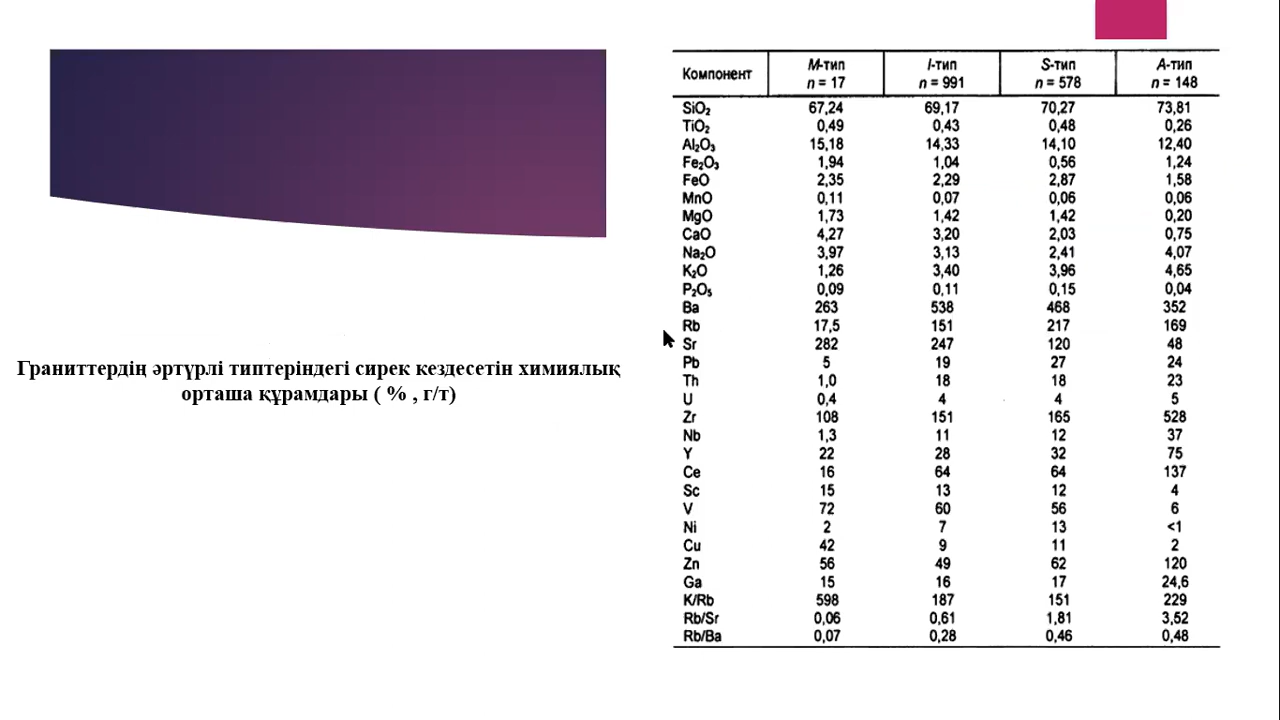 Граниттердің әртүрлі типтеріндегі сирек кездесетін химиялық
орташа құрамдары ( % , г/т)
Компонент M-тип I-тип S-тип A-тип
n = 17 n = 991 n = 578 n = 148
SiO₂ 67,24 69,17 70,27 73,81
TiO₂ 0,49 0,43 0,48 0,26
Al₂O₃ 15,18 14,33 14,10 12,40
Fe₂O₃ 1,94 1,04 0,56 1,24
FeO 2,35 2,29 2,87 1,58
MnO 0,11 0,07 0,06 0,06
MgO 1,73 1,42 1,42 0,20
CaO 4,27 3,20 2,03 0,75
Na₂O 3,97 3,13 2,41 4,07
K₂O 1,26 3,40 3,96 4,65
P₂O₅ 0,09 0,11 0,15 0,04
Ba 263 538 468 352
Rb 17,5 151 217 169
Sr 282 247 120 48
Pb 5 19 27 24
Th 1,0 18 18 23
U 0,4 4 4 5
Zr 108 151 165 528
Nb 1,3 11 12 37
Y 22 28 32 75
Ce 16 64 64 137
Sc 15 13 12 4
V 72 60 56 6
Ni 2 7 13 <1
Cu 42 9 11 2
Zn 56 49 62 120
Ga 15 16 17 24,6
K/Rb 598 187 151 229
Rb/Sr 0,06 0,61 1,81 3,52
Rb/Ba 0,07 0,28 0,46 0,48